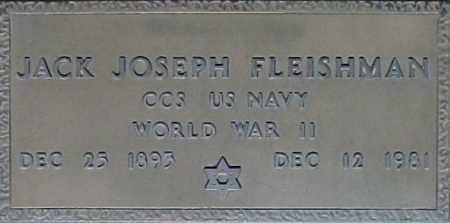 JACK JOSEPH FLEISHMAN
CCS US NAVY
WORLD WAR II
DEC 25 1893 DEC 12 1981